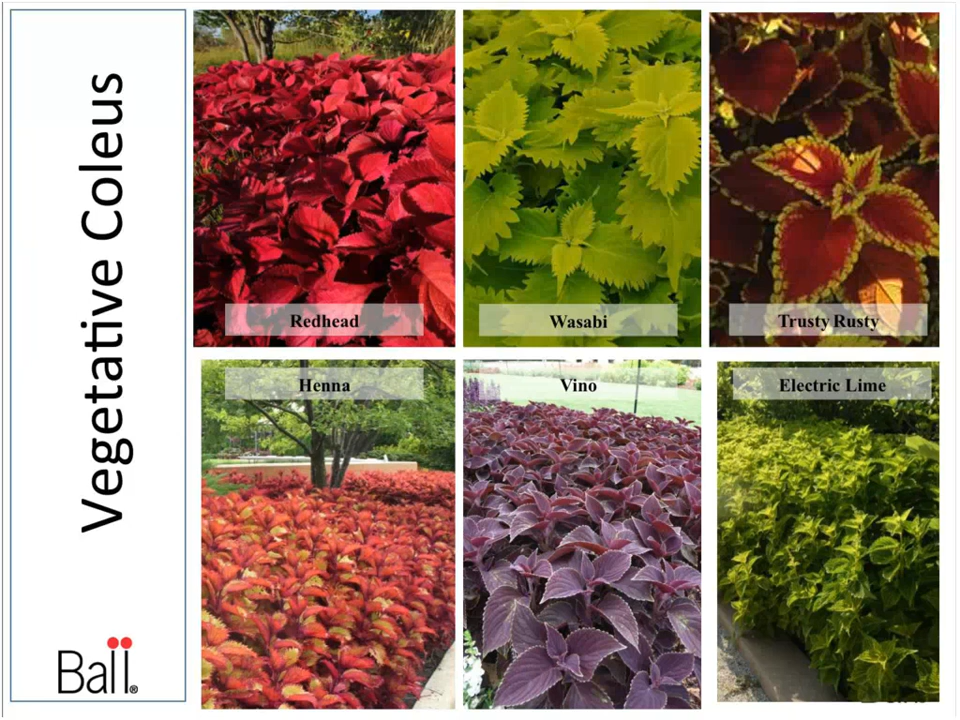 Vegetative Coleus
Ball®
Redhead
Wasabi
Trusty Rusty
Henna
Vino
Electric Lime